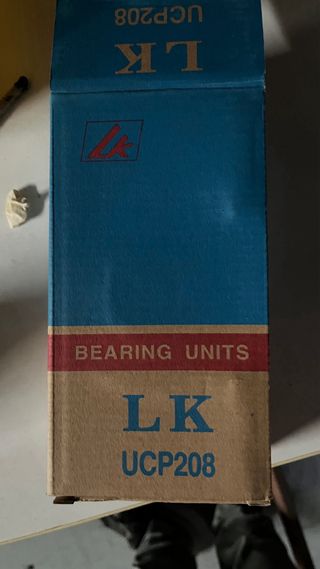 UCP208
LK
Lk
BEARING UNITS
LK
UCP208